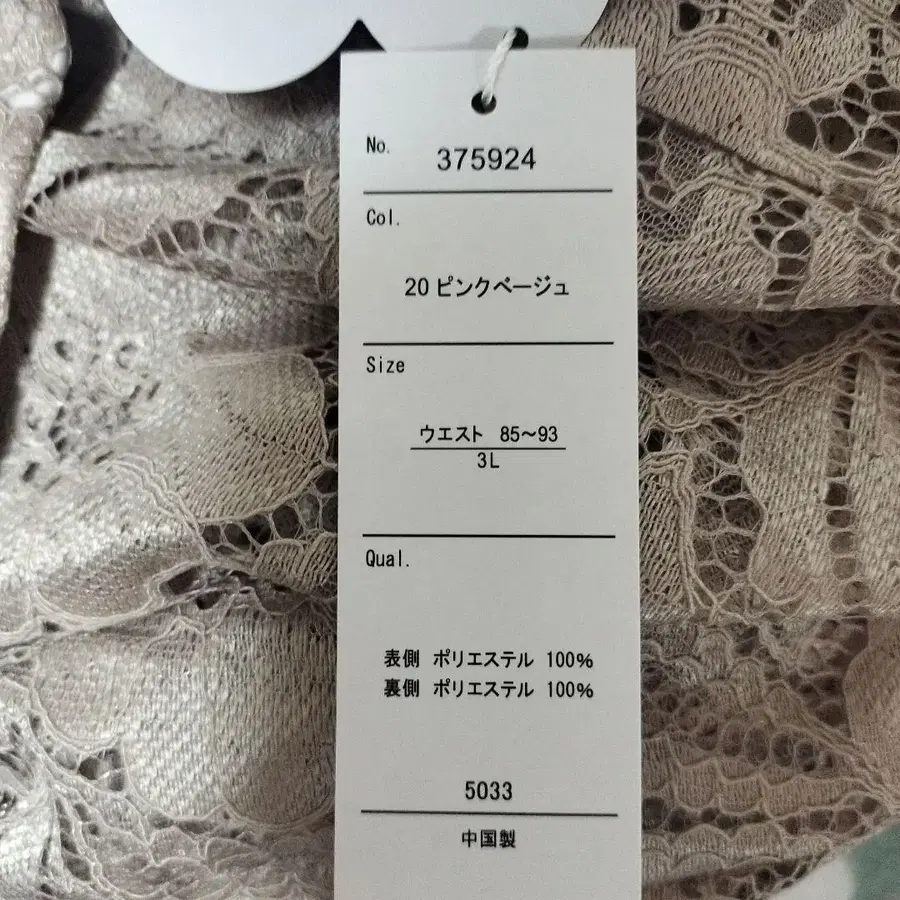 No. 375924
Col.
20 ピンクベージュ
Size
ウエスト 85〜93
3L
Qual.
表側 ポリエステル 100%
裏側 ポリエステル 100%
5033
中国製